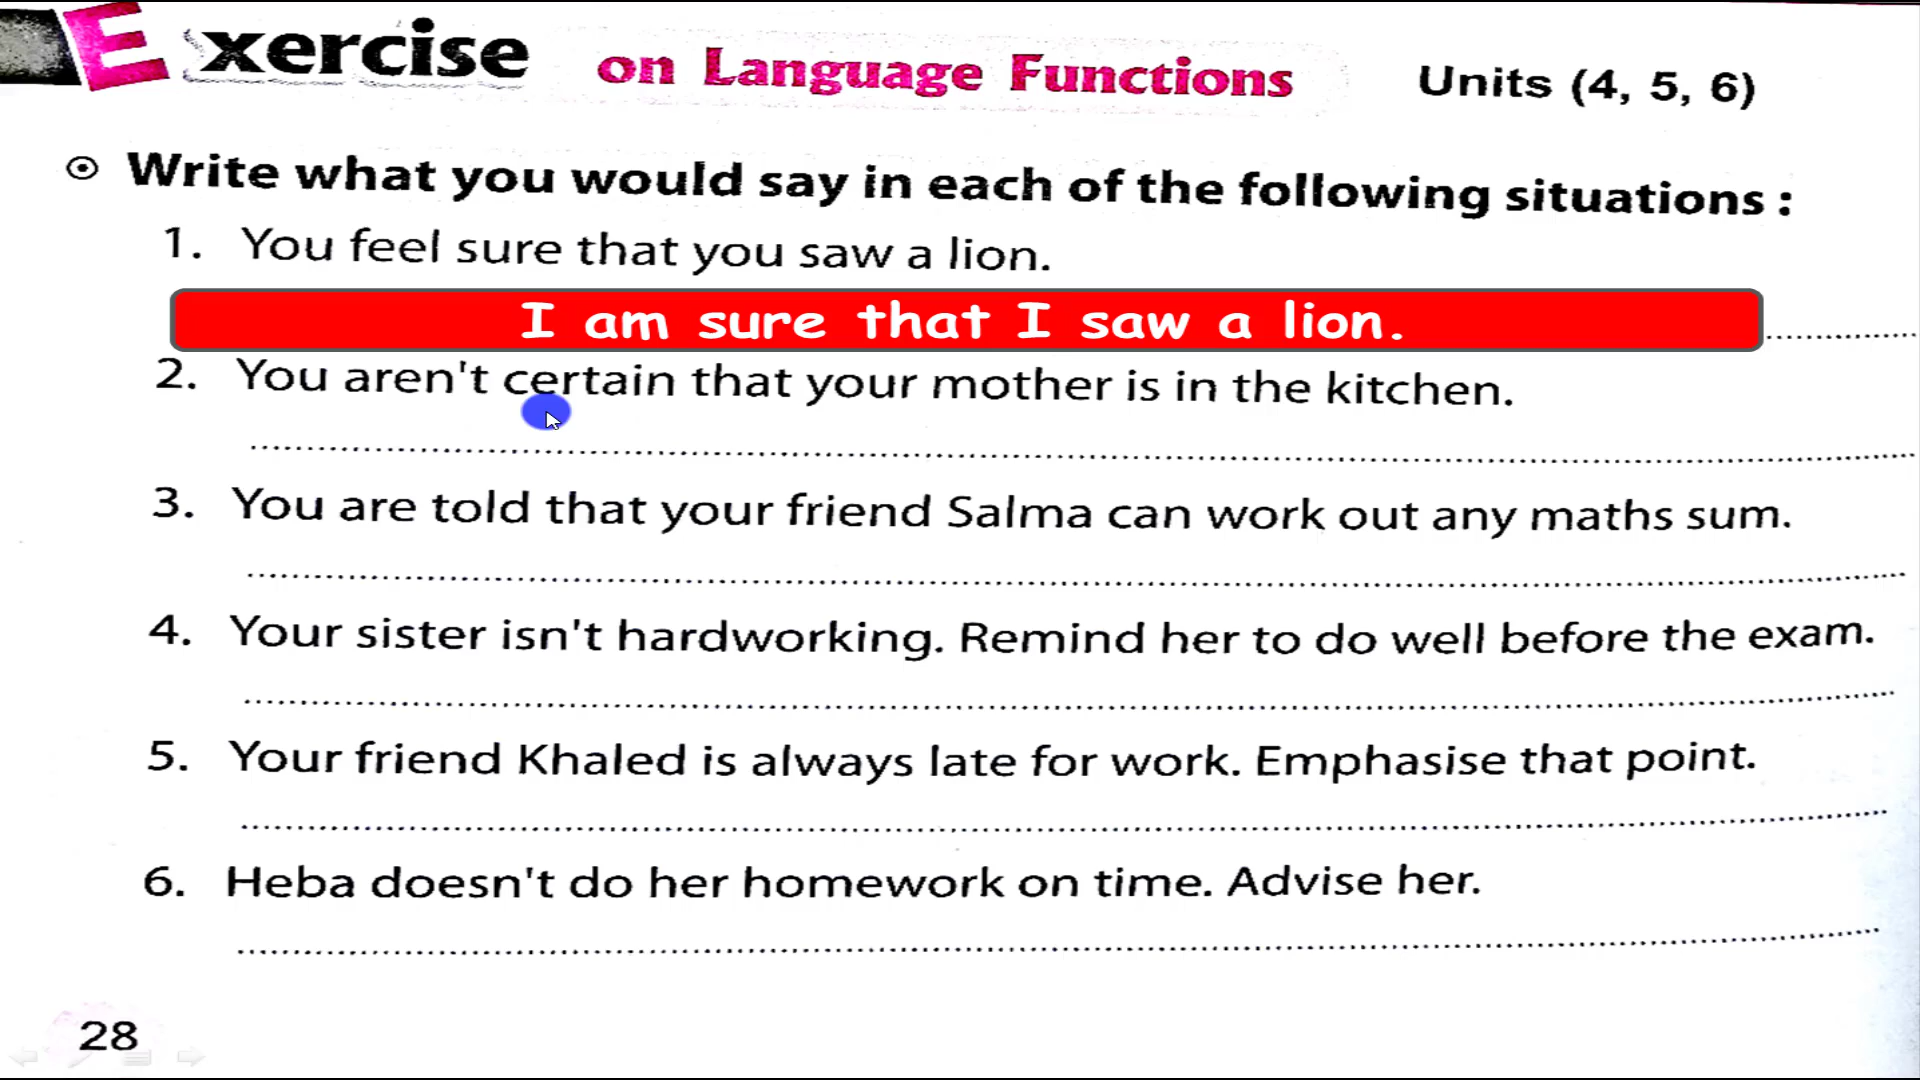 Exercise on Language Functions Units (4, 5, 6)
Write what you would say in each of the following situations :
1. You feel sure that you saw a lion.
I am sure that I saw a lion.
2. You aren't certain that your mother is in the kitchen.
3. You are told that your friend Salma can work out any maths sum.
4. Your sister isn't hardworking. Remind her to do well before the exam.
5. Your friend Khaled is always late for work. Emphasise that point.
6. Heba doesn't do her homework on time. Advise her.
28